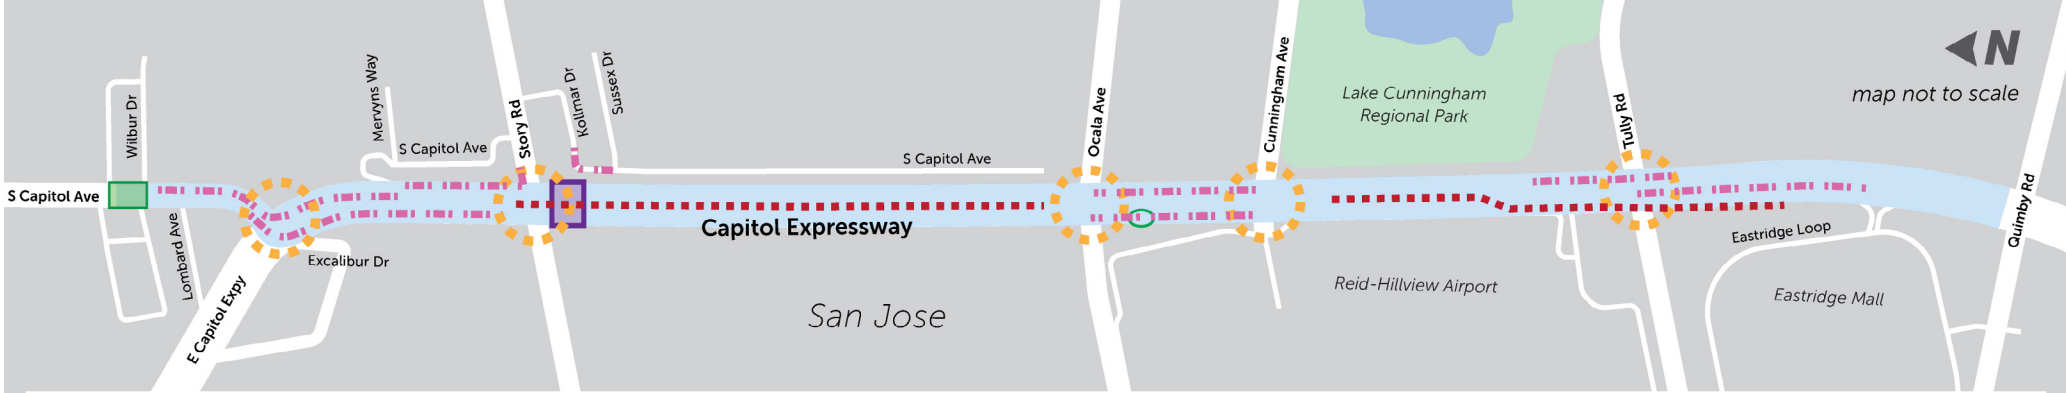 S Capitol Ave
Wilbur Dr
Lombard Ave
E Capitol Expy
Excalibur Dr
Mervyns Way
S Capitol Ave
Story Rd
Kollmar Dr
Sussex Dr
S Capitol Ave
Capitol Expressway
San Jose
Ocala Ave
Cunningham Ave
Lake Cunningham
Regional Park
Reid-Hillview Airport
Tully Rd
Eastridge Loop
Eastridge Mall
Quimby Rd
N
map not to scale